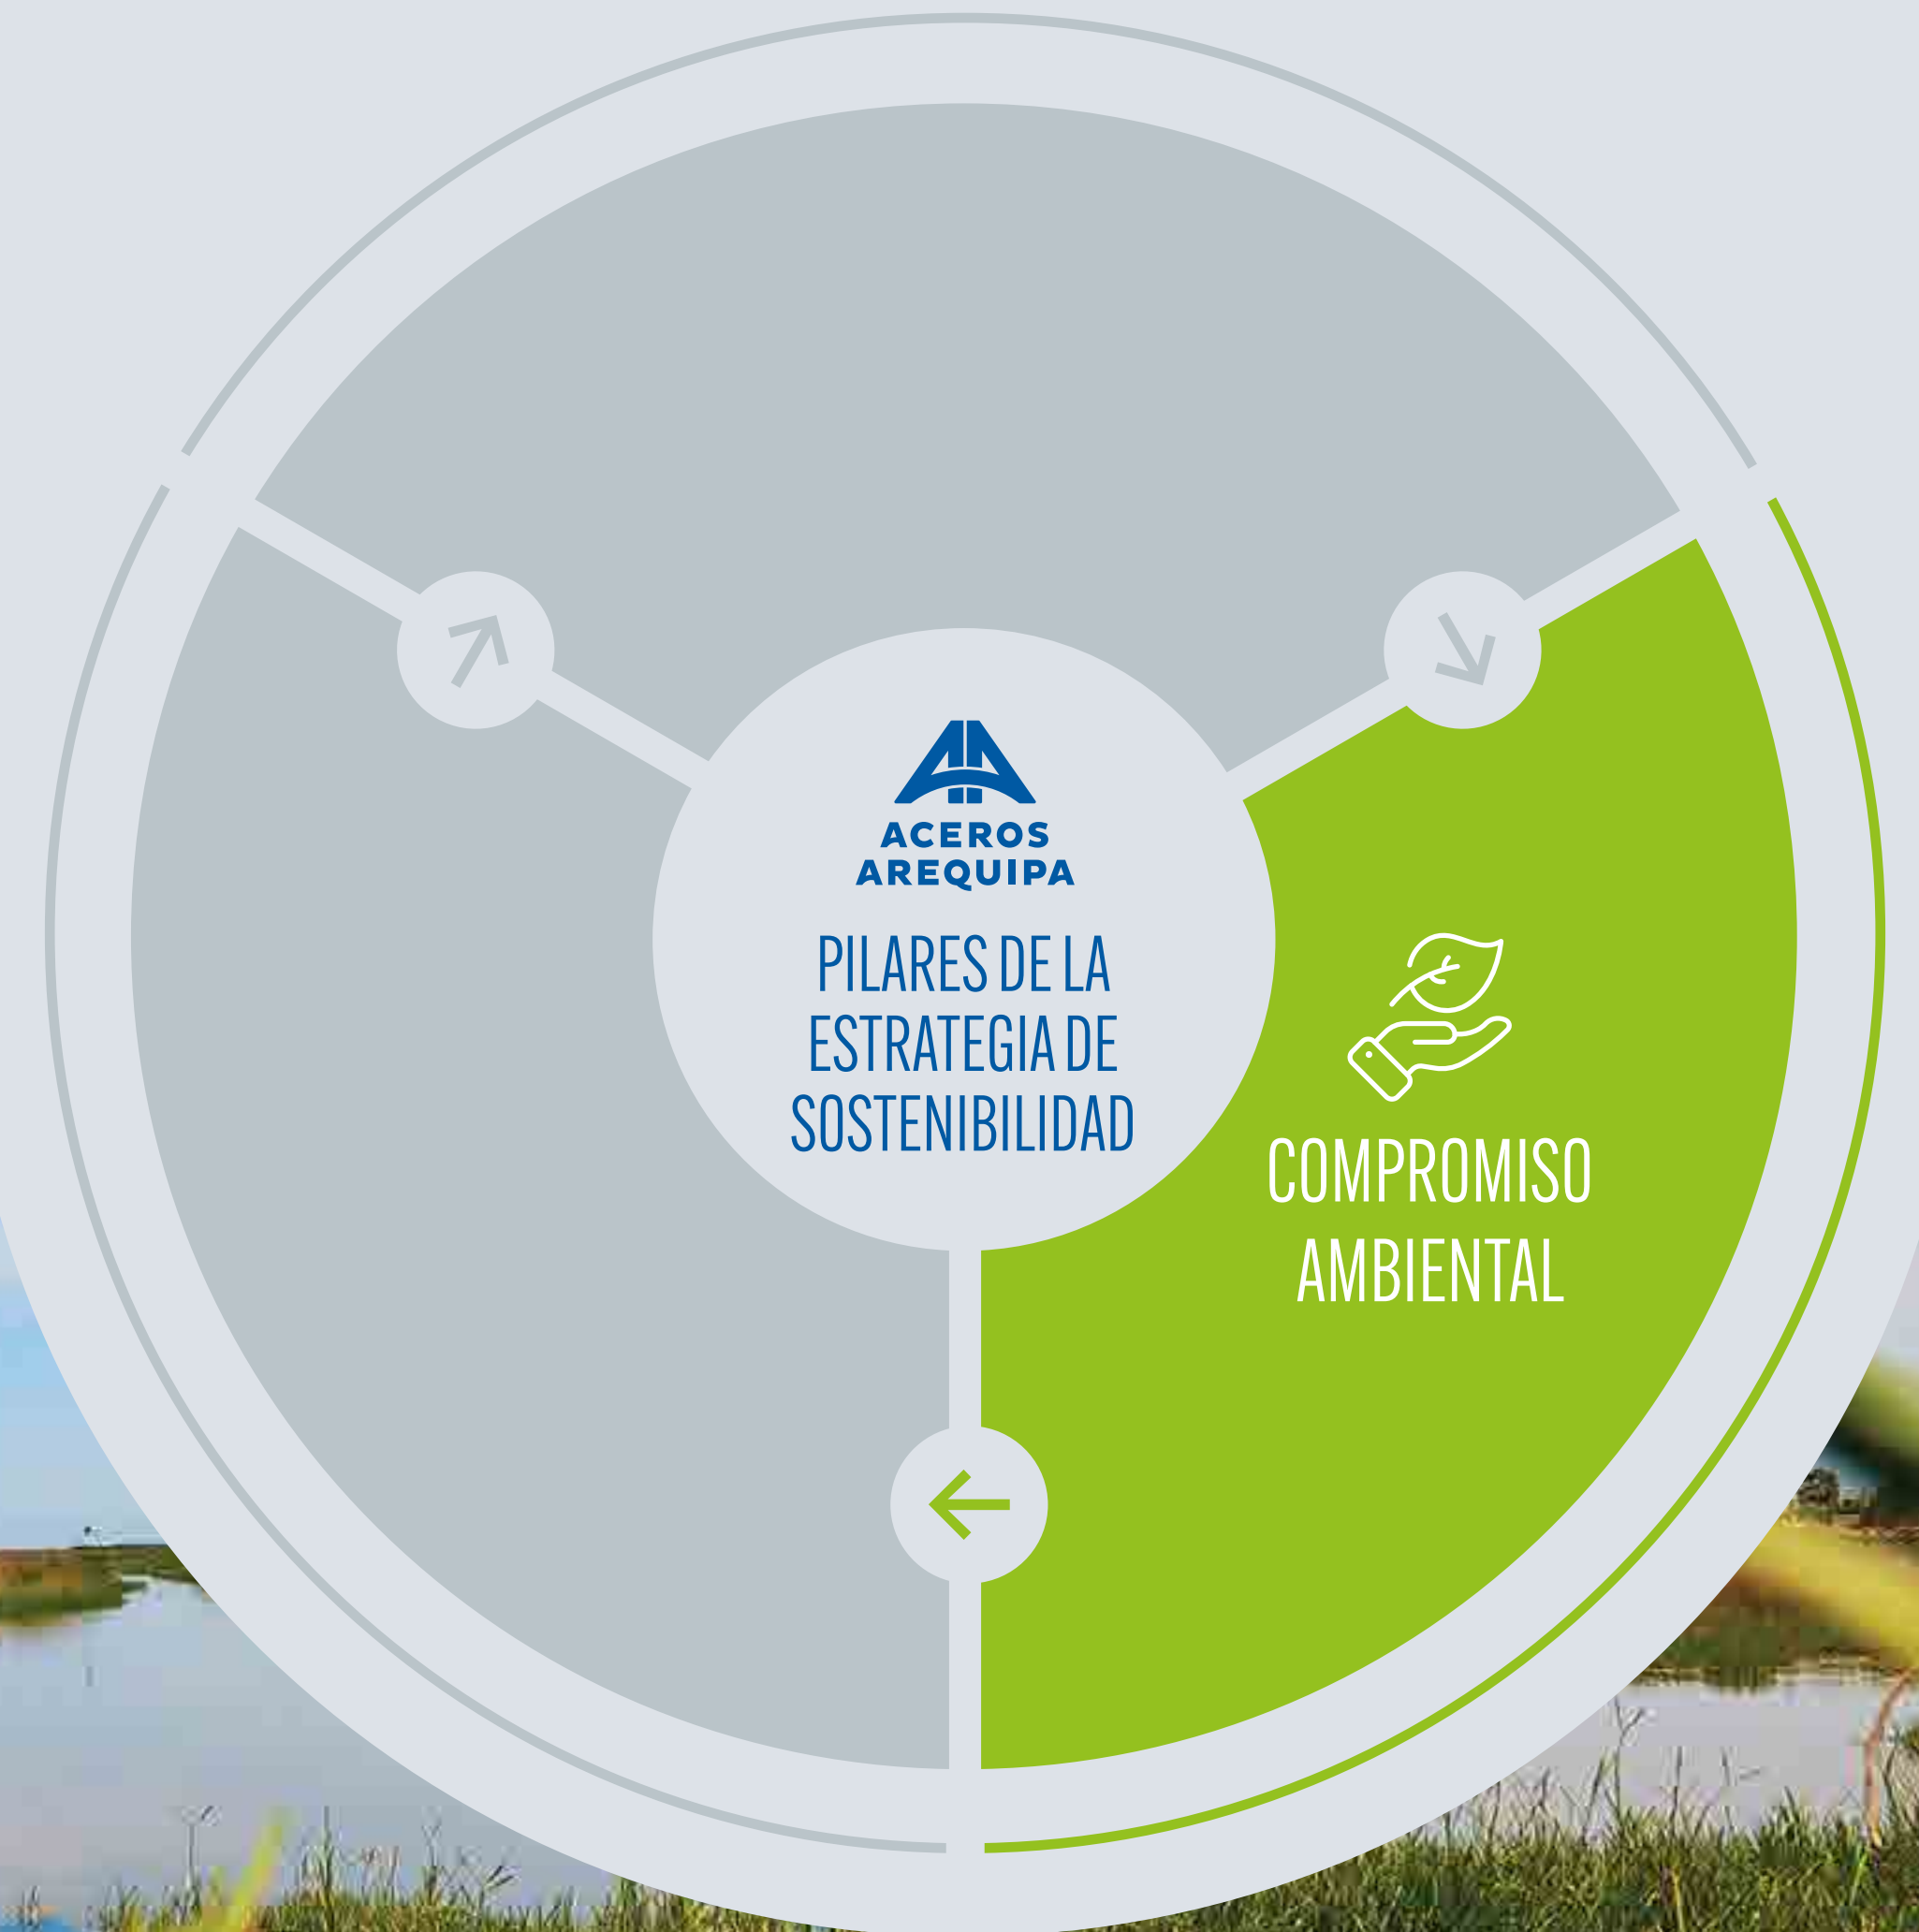 ACEROS
AREQUIPA
PILARES DE LA
ESTRATEGIA DE
SOSTENIBILIDAD
COMPROMISO
AMBIENTAL